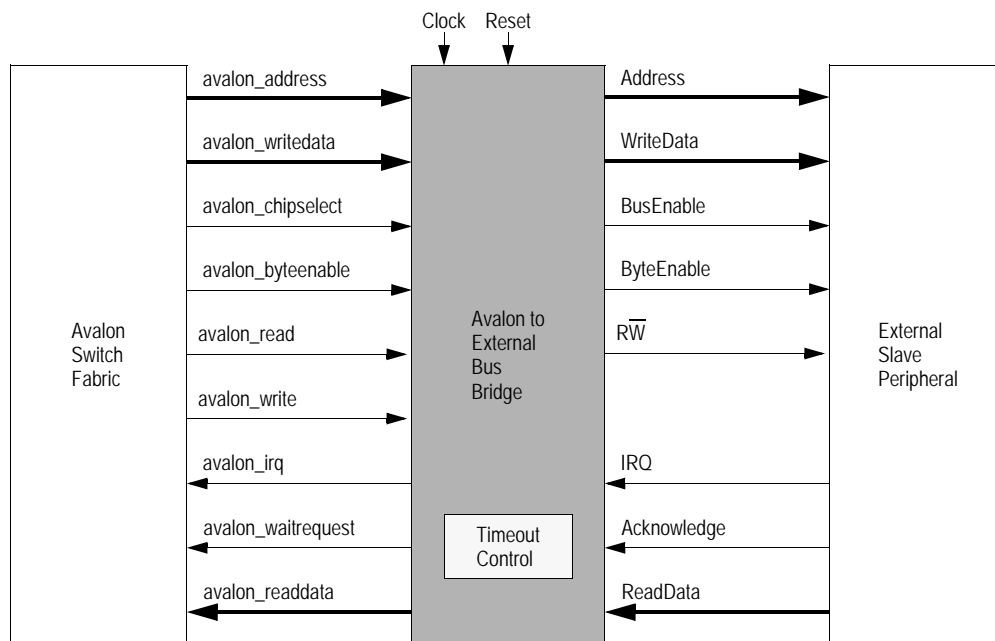 Clock Reset
avalon_address
Address
avalon_writedata
WriteData
avalon_chipselect
BusEnable
avalon_byteenable
ByteEnable
Avalon
Switch
Fabric
avalon_read
Avalon to
External
Bus
Bridge
RW̅
External
Slave
Peripheral
avalon_write
avalon_irq
IRQ
avalon_waitrequest
Timeout
Control
Acknowledge
avalon_readdata
ReadData